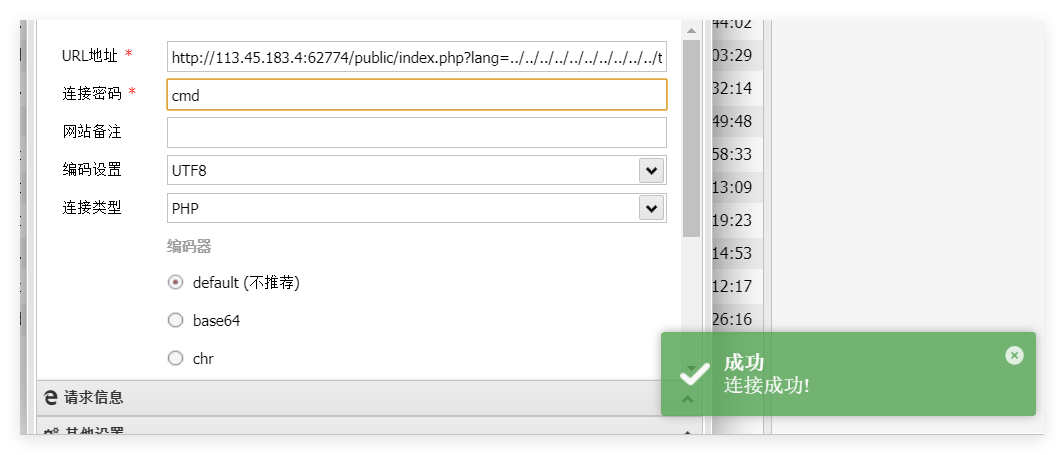 44:02
URL地址 * http://113.45.183.4:62774/public/index.php?lang=../../../../../../../../../../t
03:29
连接密码 * cmd
32:14
网站备注
49:48
编码设置 UTF8
58:33
连接类型 PHP
13:09
19:23
编码器
14:53
default (不推荐)
12:17
base64
26:16
chr
成功
连接成功!
请求信息
其他设置